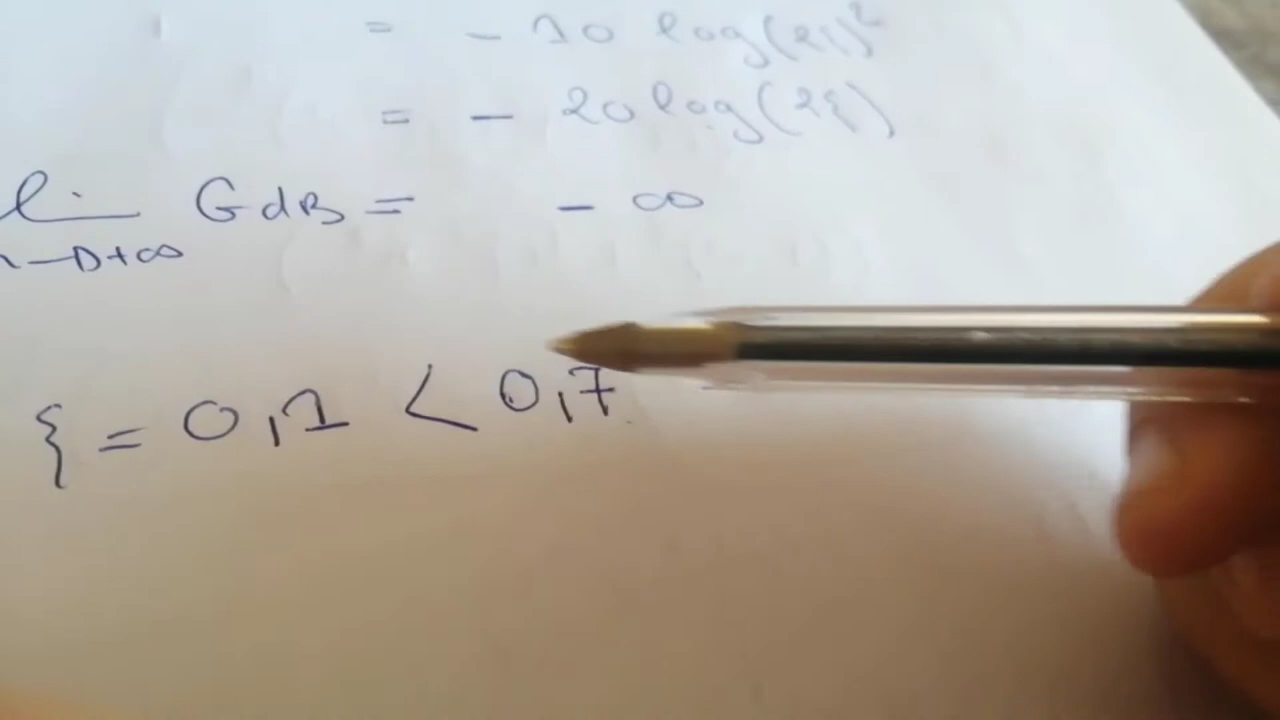 = - 10 log(2ξ)²
= - 20 log(2ξ)
lim GdB = - ∞
→+∞
ξ = 0,1 < 0,7